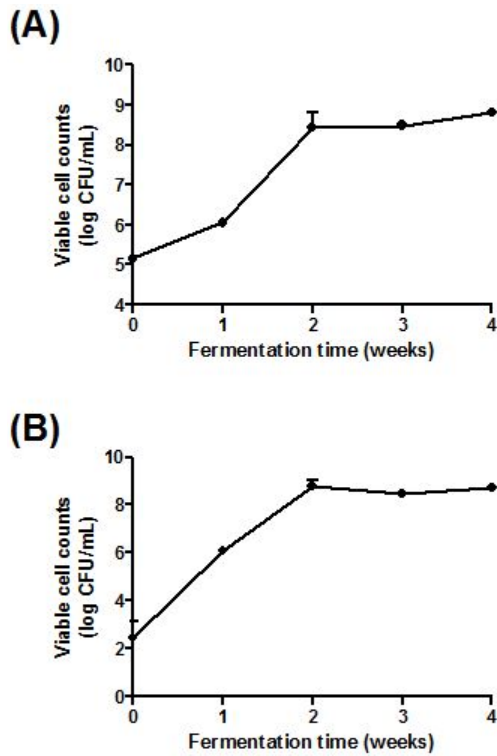 (A)
Viable cell counts
(log CFU/mL)
10
9
8
7
6
5
4
0 1 2 3 4
Fermentation time (weeks)
(B)
Viable cell counts
(log CFU/mL)
10
8
6
4
2
0
0 1 2 3 4
Fermentation time (weeks)